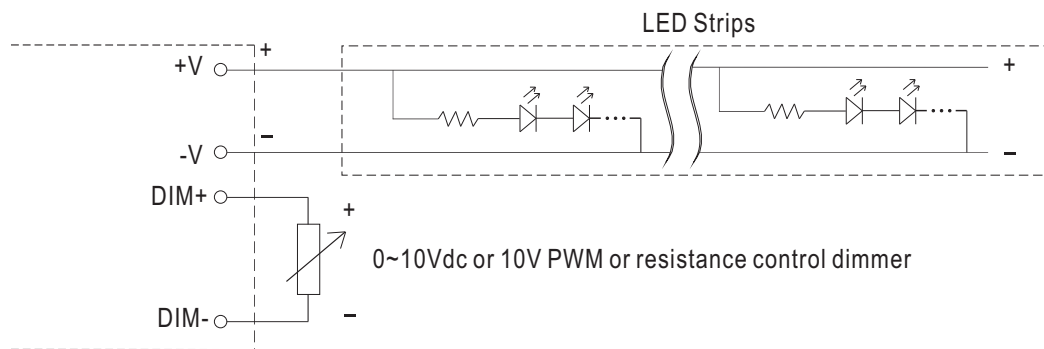 LED Strips
+
+V
+
-
-V
-
DIM+
+
0~10Vdc or 10V PWM or resistance control dimmer
DIM-
-